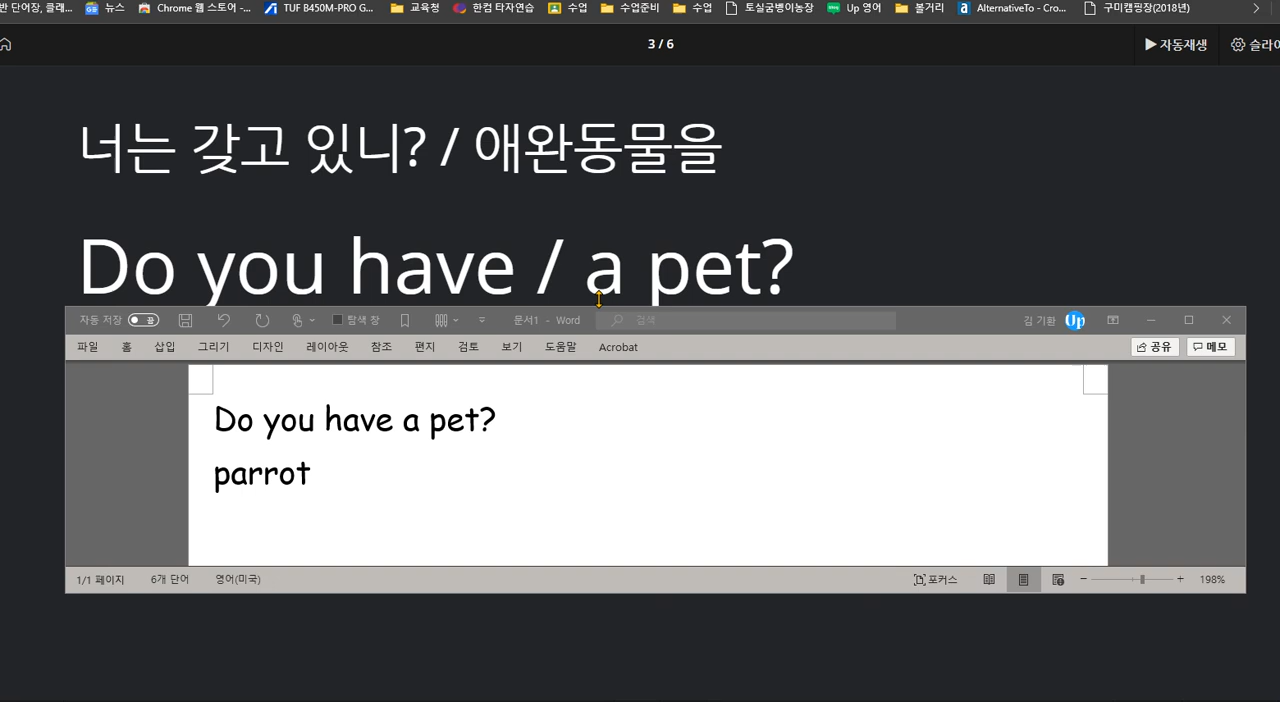 반 단어장, 클래... 뉴스 Chrome 웹 스토어 -... TUF B450M-PRO G... 교육청 한컴 타자연습 수업 수업준비 수업 토실굼벵이농장 Up 영어 볼거리 AlternativeTo - Cro... 구미캠핑장(2018년)
3 / 6 자동재생 슬라이
너는 갖고 있니? / 애완동물을
Do you have / a pet?
자동 저장 끔 탐색 창 문서1 - Word 검색 김 기환 Up
파일 홈 삽입 그리기 디자인 레이아웃 참조 편지 검토 보기 도움말 Acrobat 공유 메모
Do you have a pet?
parrot
1/1 페이지 6개 단어 영어(미국) 포커스 198%